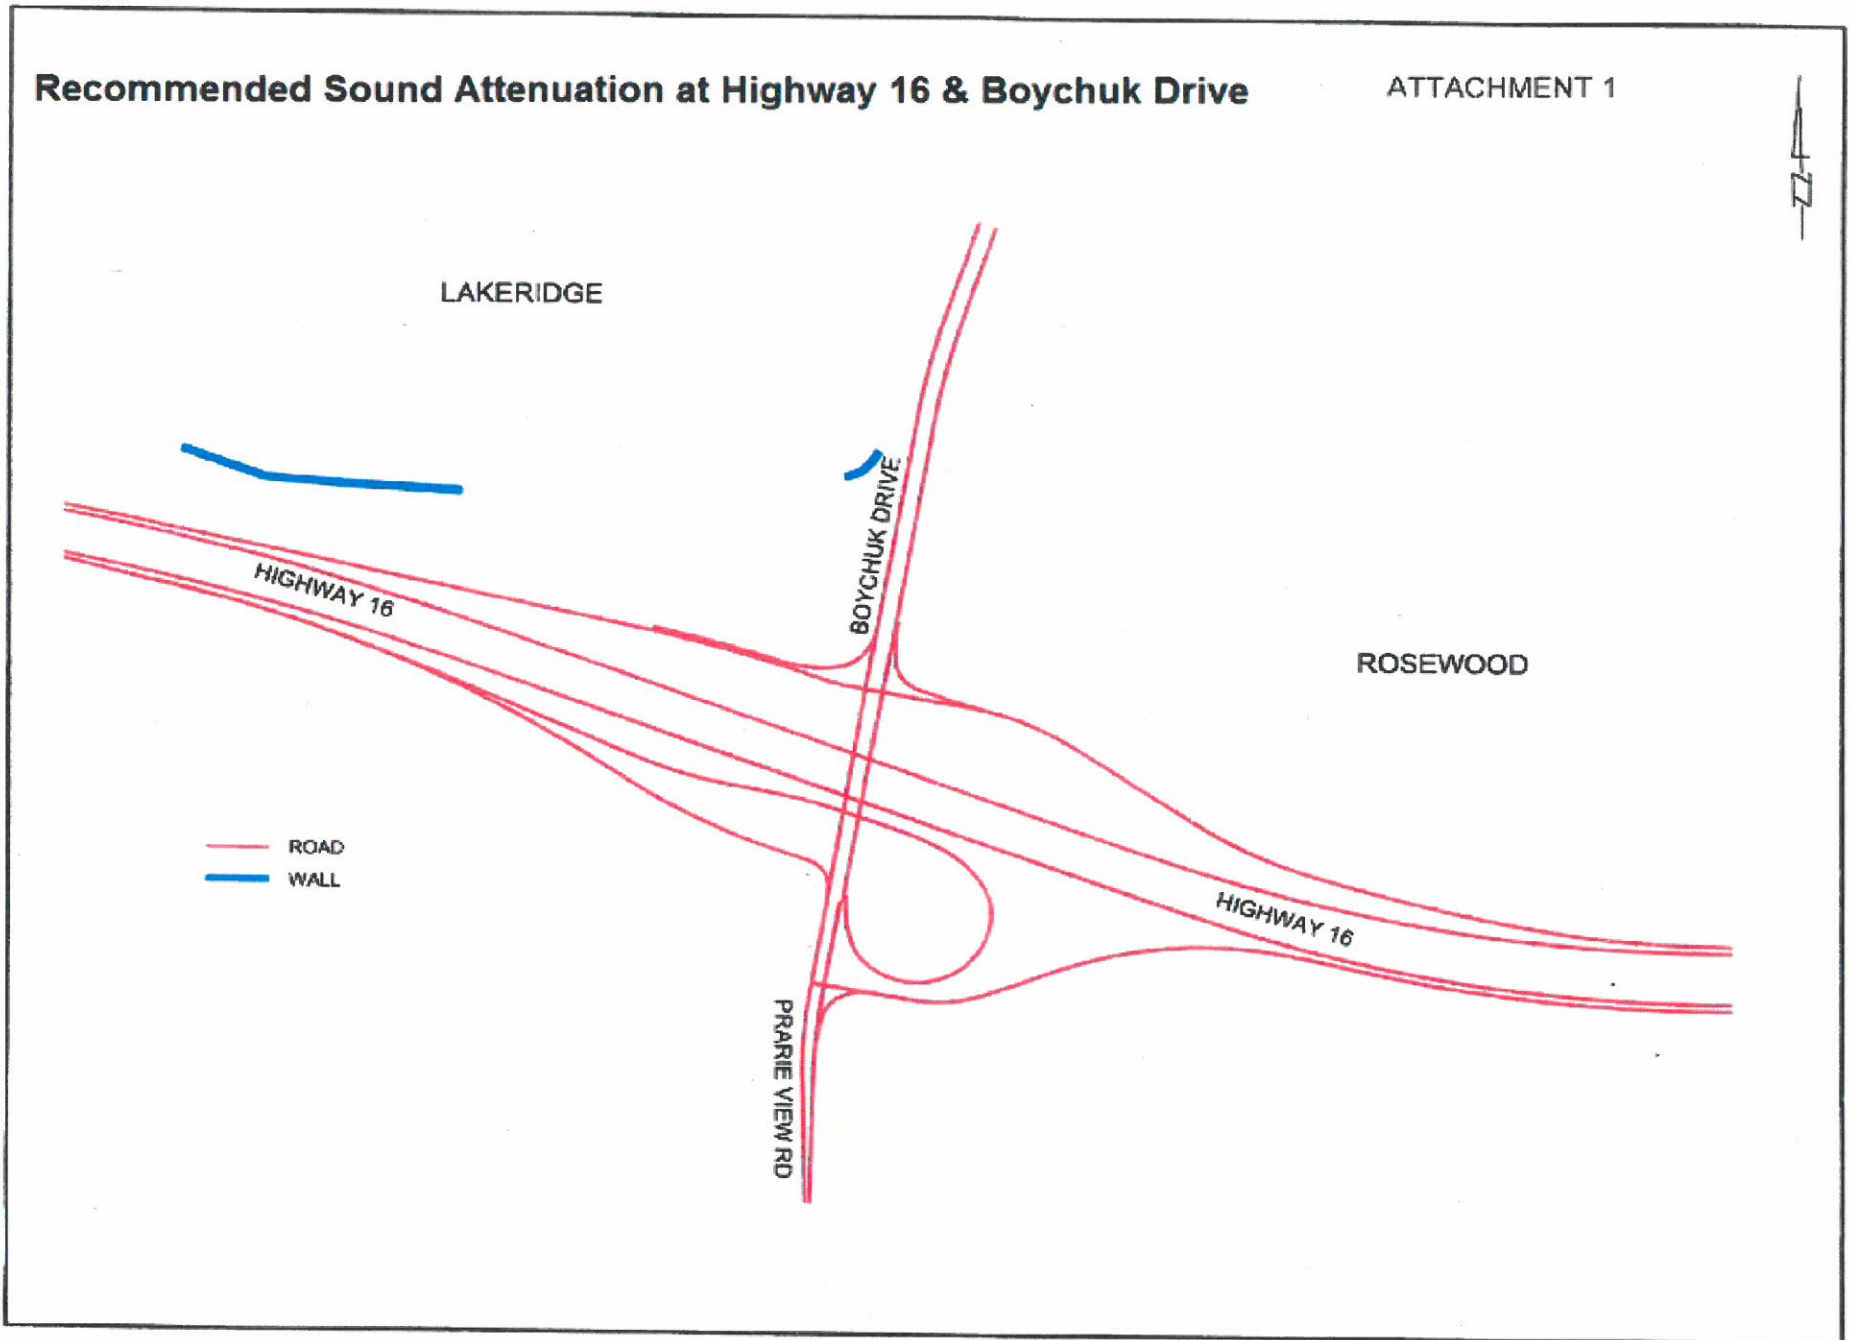 Recommended Sound Attenuation at Highway 16 & Boychuk Drive
ATTACHMENT 1
N
LAKERIDGE
BOYCHUK DRIVE
HIGHWAY 16
ROSEWOOD
ROAD
WALL
HIGHWAY 16
PRARIE VIEW RD